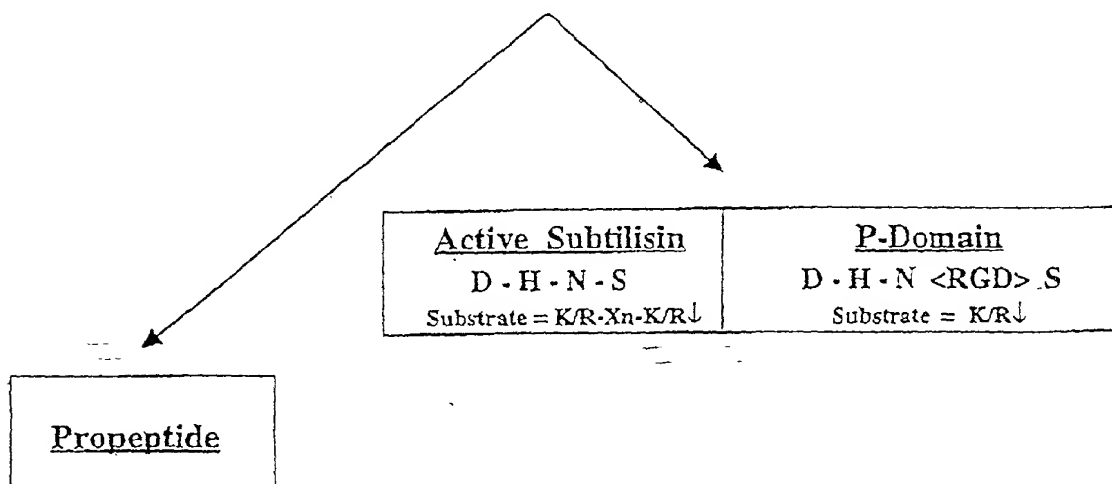 Active Subtilisin
D - H - N - S
Substrate = K/R-Xn-K/R↓
P-Domain
D - H - N <RGD> S
Substrate = K/R↓
Propeptide